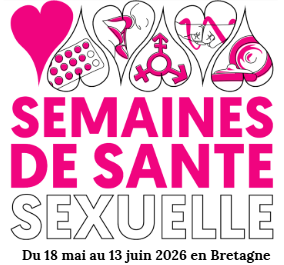 SEMAINES
DE SANTE
SEXUELLE
Du 18 mai au 13 juin 2026 en Bretagne